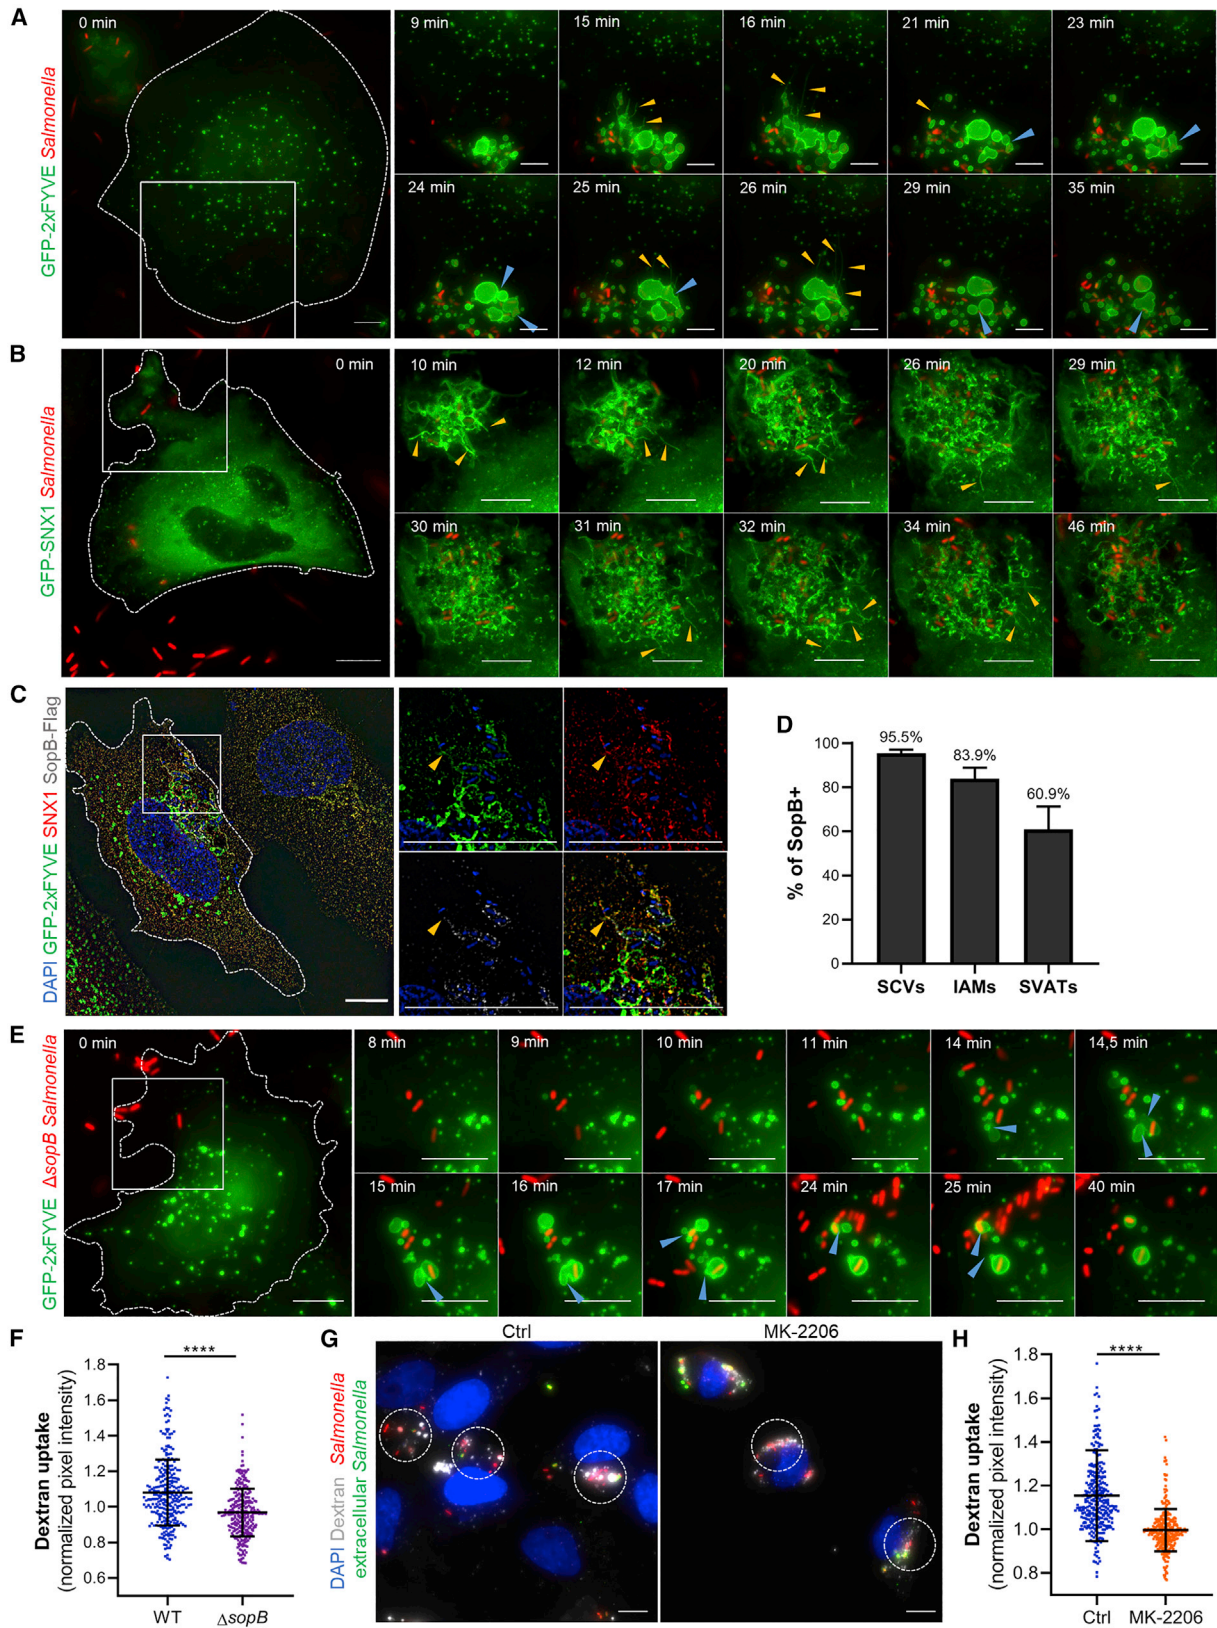 A
GFP-2xFYVE Salmonella
0 min
9 min
15 min
16 min
21 min
23 min
24 min
25 min
26 min
29 min
35 min
B
GFP-SNX1 Salmonella
0 min
10 min
12 min
20 min
26 min
29 min
30 min
31 min
32 min
34 min
46 min
C
DAPI GFP-2xFYVE SNX1 SopB-Flag
D
% of SopB+
100
80
60
40
20
0
95.5%
83.9%
60.9%
SCVs
IAMs
SVATs
E
GFP-2xFYVE ΔsopB Salmonella
0 min
8 min
9 min
10 min
11 min
14 min
14,5 min
15 min
16 min
17 min
24 min
25 min
40 min
F
Dextran uptake
(normalized pixel intensity)
1.8
1.6
1.4
1.2
1.0
0.8
0.6
****
WT
ΔsopB
G
DAPI Dextran Salmonella
extracellular Salmonella
Ctrl
MK-2206
H
Dextran uptake
(normalized pixel intensity)
1.8
1.6
1.4
1.2
1.0
0.8
****
Ctrl
MK-2206